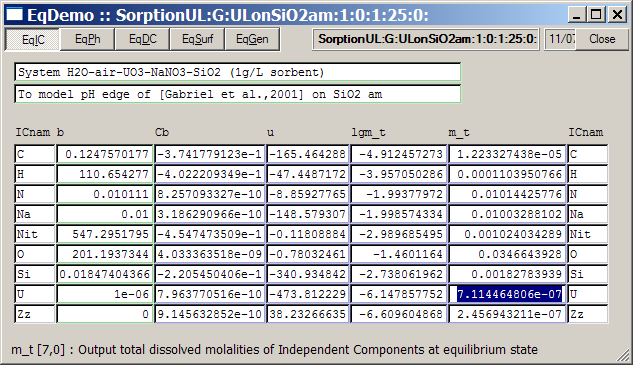 EqDemo :: SorptionUL:G:ULonSiO2am:1:0:1:25:0:
EqIC EqPh EqDC EqSurf EqGen SorptionUL:G:ULonSiO2am:1:0:1:25:0: 11/07 Close
System H2O-air-UO3-NaNO3-SiO2 (1g/L sorbent)
To model pH edge of [Gabriel et al.,2001] on SiO2 am
ICnam b Cb u lgm_t m_t ICnam
C 0.1247570177 -3.741779123e-1 -165.464288 -4.912457273 1.223327438e-05 C
H 110.654277 -4.022209349e-1 -47.4487172 -3.957050286 0.0001103950766 H
N 0.010111 8.257093327e-10 -8.85927765 -1.99377972 0.01014425776 N
Na 0.01 3.186290966e-10 -148.579307 -1.998574334 0.01003288102 Na
Nit 547.2951795 -4.547473509e-1 -0.11808884 -2.989685495 0.001024034289 Nit
O 201.1937344 4.033363518e-09 -0.78032461 -1.4601164 0.0346643928 O
Si 0.01847404366 -2.205450406e-1 -340.934842 -2.738061962 0.00182783939 Si
U 1e-06 7.963770516e-10 -473.812229 -6.147857752 7.114464806e-07 U
Zz 0 9.145632852e-10 38.23266635 -6.609604868 2.456943211e-07 Zz
m_t [7,0] : Output total dissolved molalities of Independent Components at equilibrium state